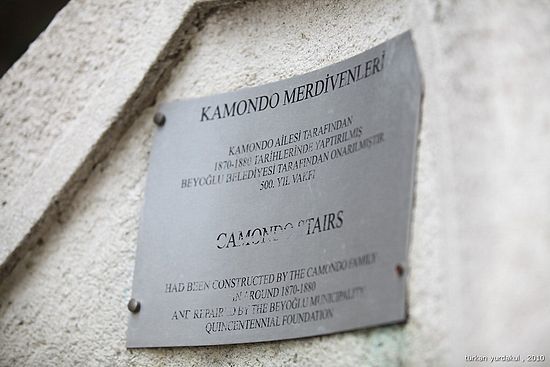 KAMONDO MERDİVENLERİ
KAMONDO AİLESİ TARAFINDAN
1870-1880 TARİHLERİNDE YAPTIRILMIŞ
BEYOĞLU BELEDİYESİ TARAFINDAN ONARILMIŞTIR.
500. YIL VAKFI
CAMONDO STAIRS
HAD BEEN CONSTRUCTED BY THE CAMONDO FAMILY
IN AROUND 1870-1880
AND REPAIRED BY THE BEYOĞLU MUNICIPALITY
QUINCENTENNIAL FOUNDATION
turkan yurdakul , 2010